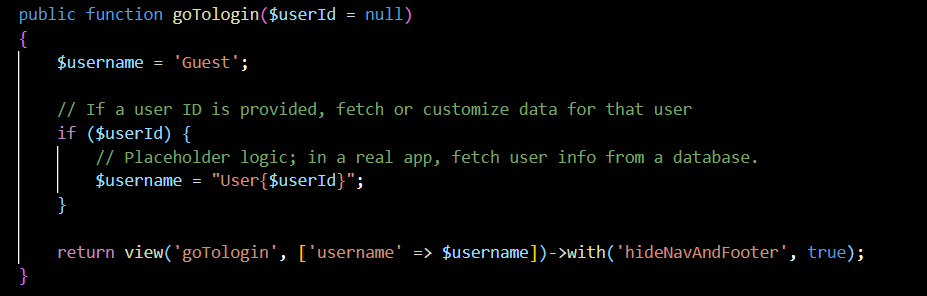 public function goTologin($userId = null)
{
    $username = 'Guest';

    // If a user ID is provided, fetch or customize data for that user
    if ($userId) {
        // Placeholder logic; in a real app, fetch user info from a database.
        $username = "User{$userId}";
    }

    return view('goTologin', ['username' => $username])->with('hideNavAndFooter', true);
}